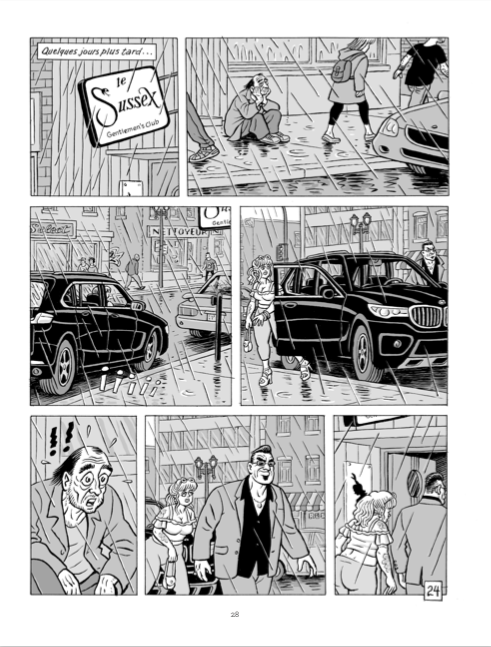 Quelques jours plus tard...
le
Sussex
Gentlemen's Club
NETTOYEUR
iiiii
!!
24
28